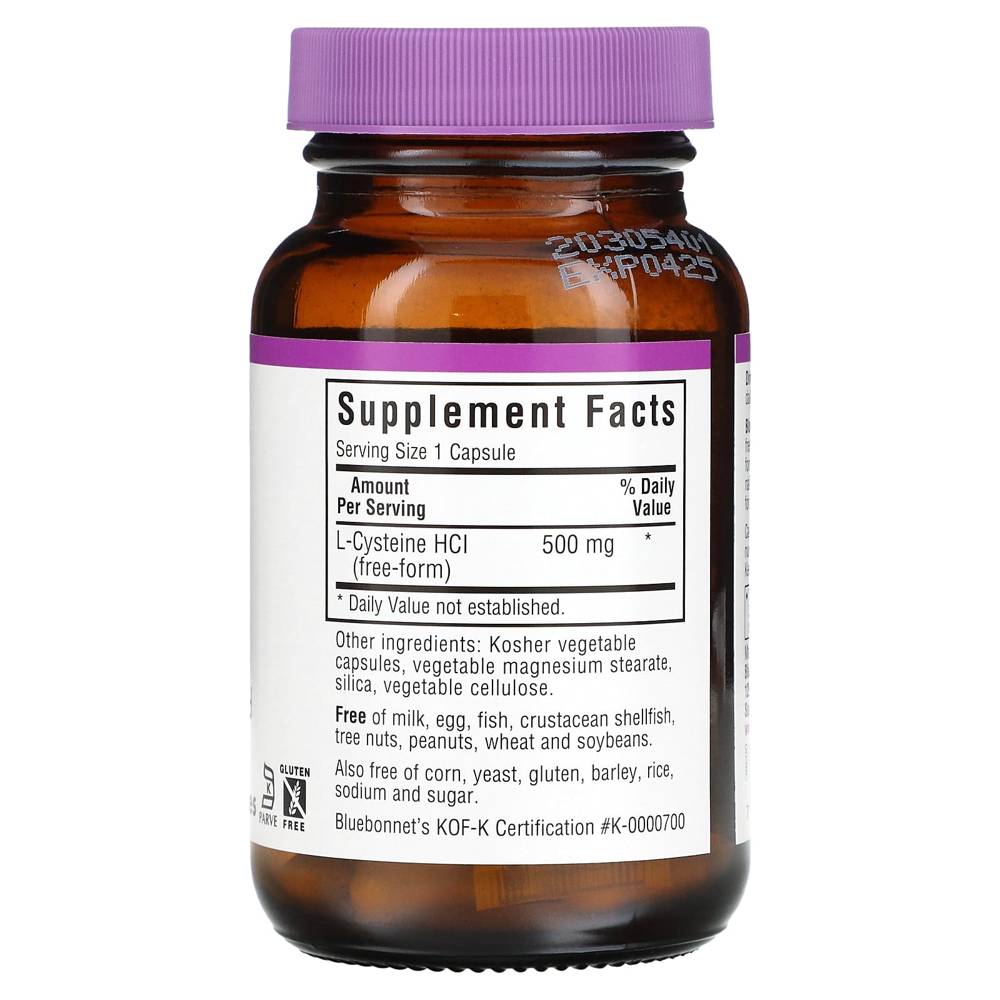 20305401
EXP0425
Supplement Facts
Serving Size 1 Capsule
Amount
Per Serving
% Daily
Value
L-Cysteine HCl 500 mg *
(free-form)
* Daily Value not established.
Other ingredients: Kosher vegetable
capsules, vegetable magnesium stearate,
silica, vegetable cellulose.
Free of milk, egg, fish, crustacean shellfish,
tree nuts, peanuts, wheat and soybeans.
Also free of corn, yeast, gluten, barley, rice,
sodium and sugar.
Bluebonnet's KOF-K Certification #K-0000700
K
PARVE
GLUTEN
FREE